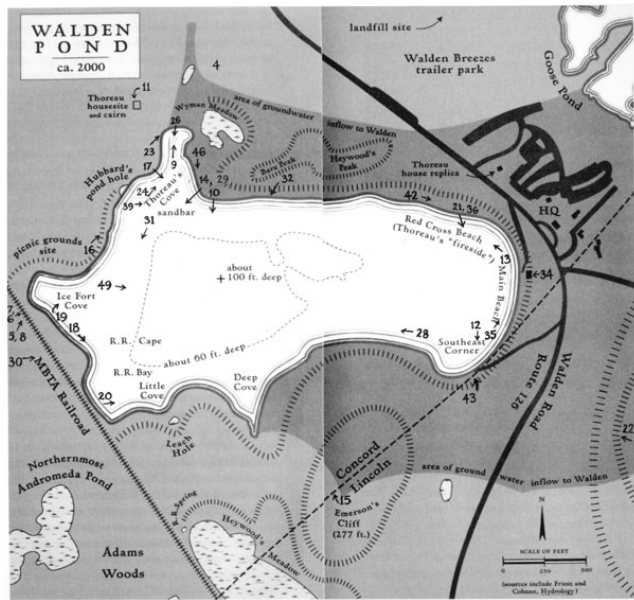 WALDEN
POND
ca. 2000
landfill site
Walden Breezes
trailer park
Goose Pond
4
11
Thoreau
housesite
and cairn
Wyman Meadow
area of groundwater inflow to Walden
26
23
46
9
17
Hubbard's
pond hole
24
39
Thoreau's
Cove
14, 29
10
Bare Peak
32
Heywood's
Peak
Thoreau
house replica
HQ
42
21, 36
Red Cross Beach
(Thoreau's "fireside")
13
Main Beach
34
sandbar
31
picnic grounds
site
16
about
100 ft. deep
49
Ice Fort
Cove
19
18
7,
6
5, 8
30
MBTA Railroad
R.R. Cape
about 60 ft. deep
R.R. Bay
Little
Cove
Deep
Cove
20
28
12
35
Southeast
Corner
43
Walden Road
Route 126
22
Leach
Hole
Concord
Lincoln
area of ground water inflow to Walden
Northernmost
Andromeda Pond
R.R. Spring
Heywood's
Meadow
15
Emerson's
Cliff
(277 ft.)
Adams
Woods
N
SCALE OF FEET
0 250 500
(sources include Friesz and
Colman, Hydrology)